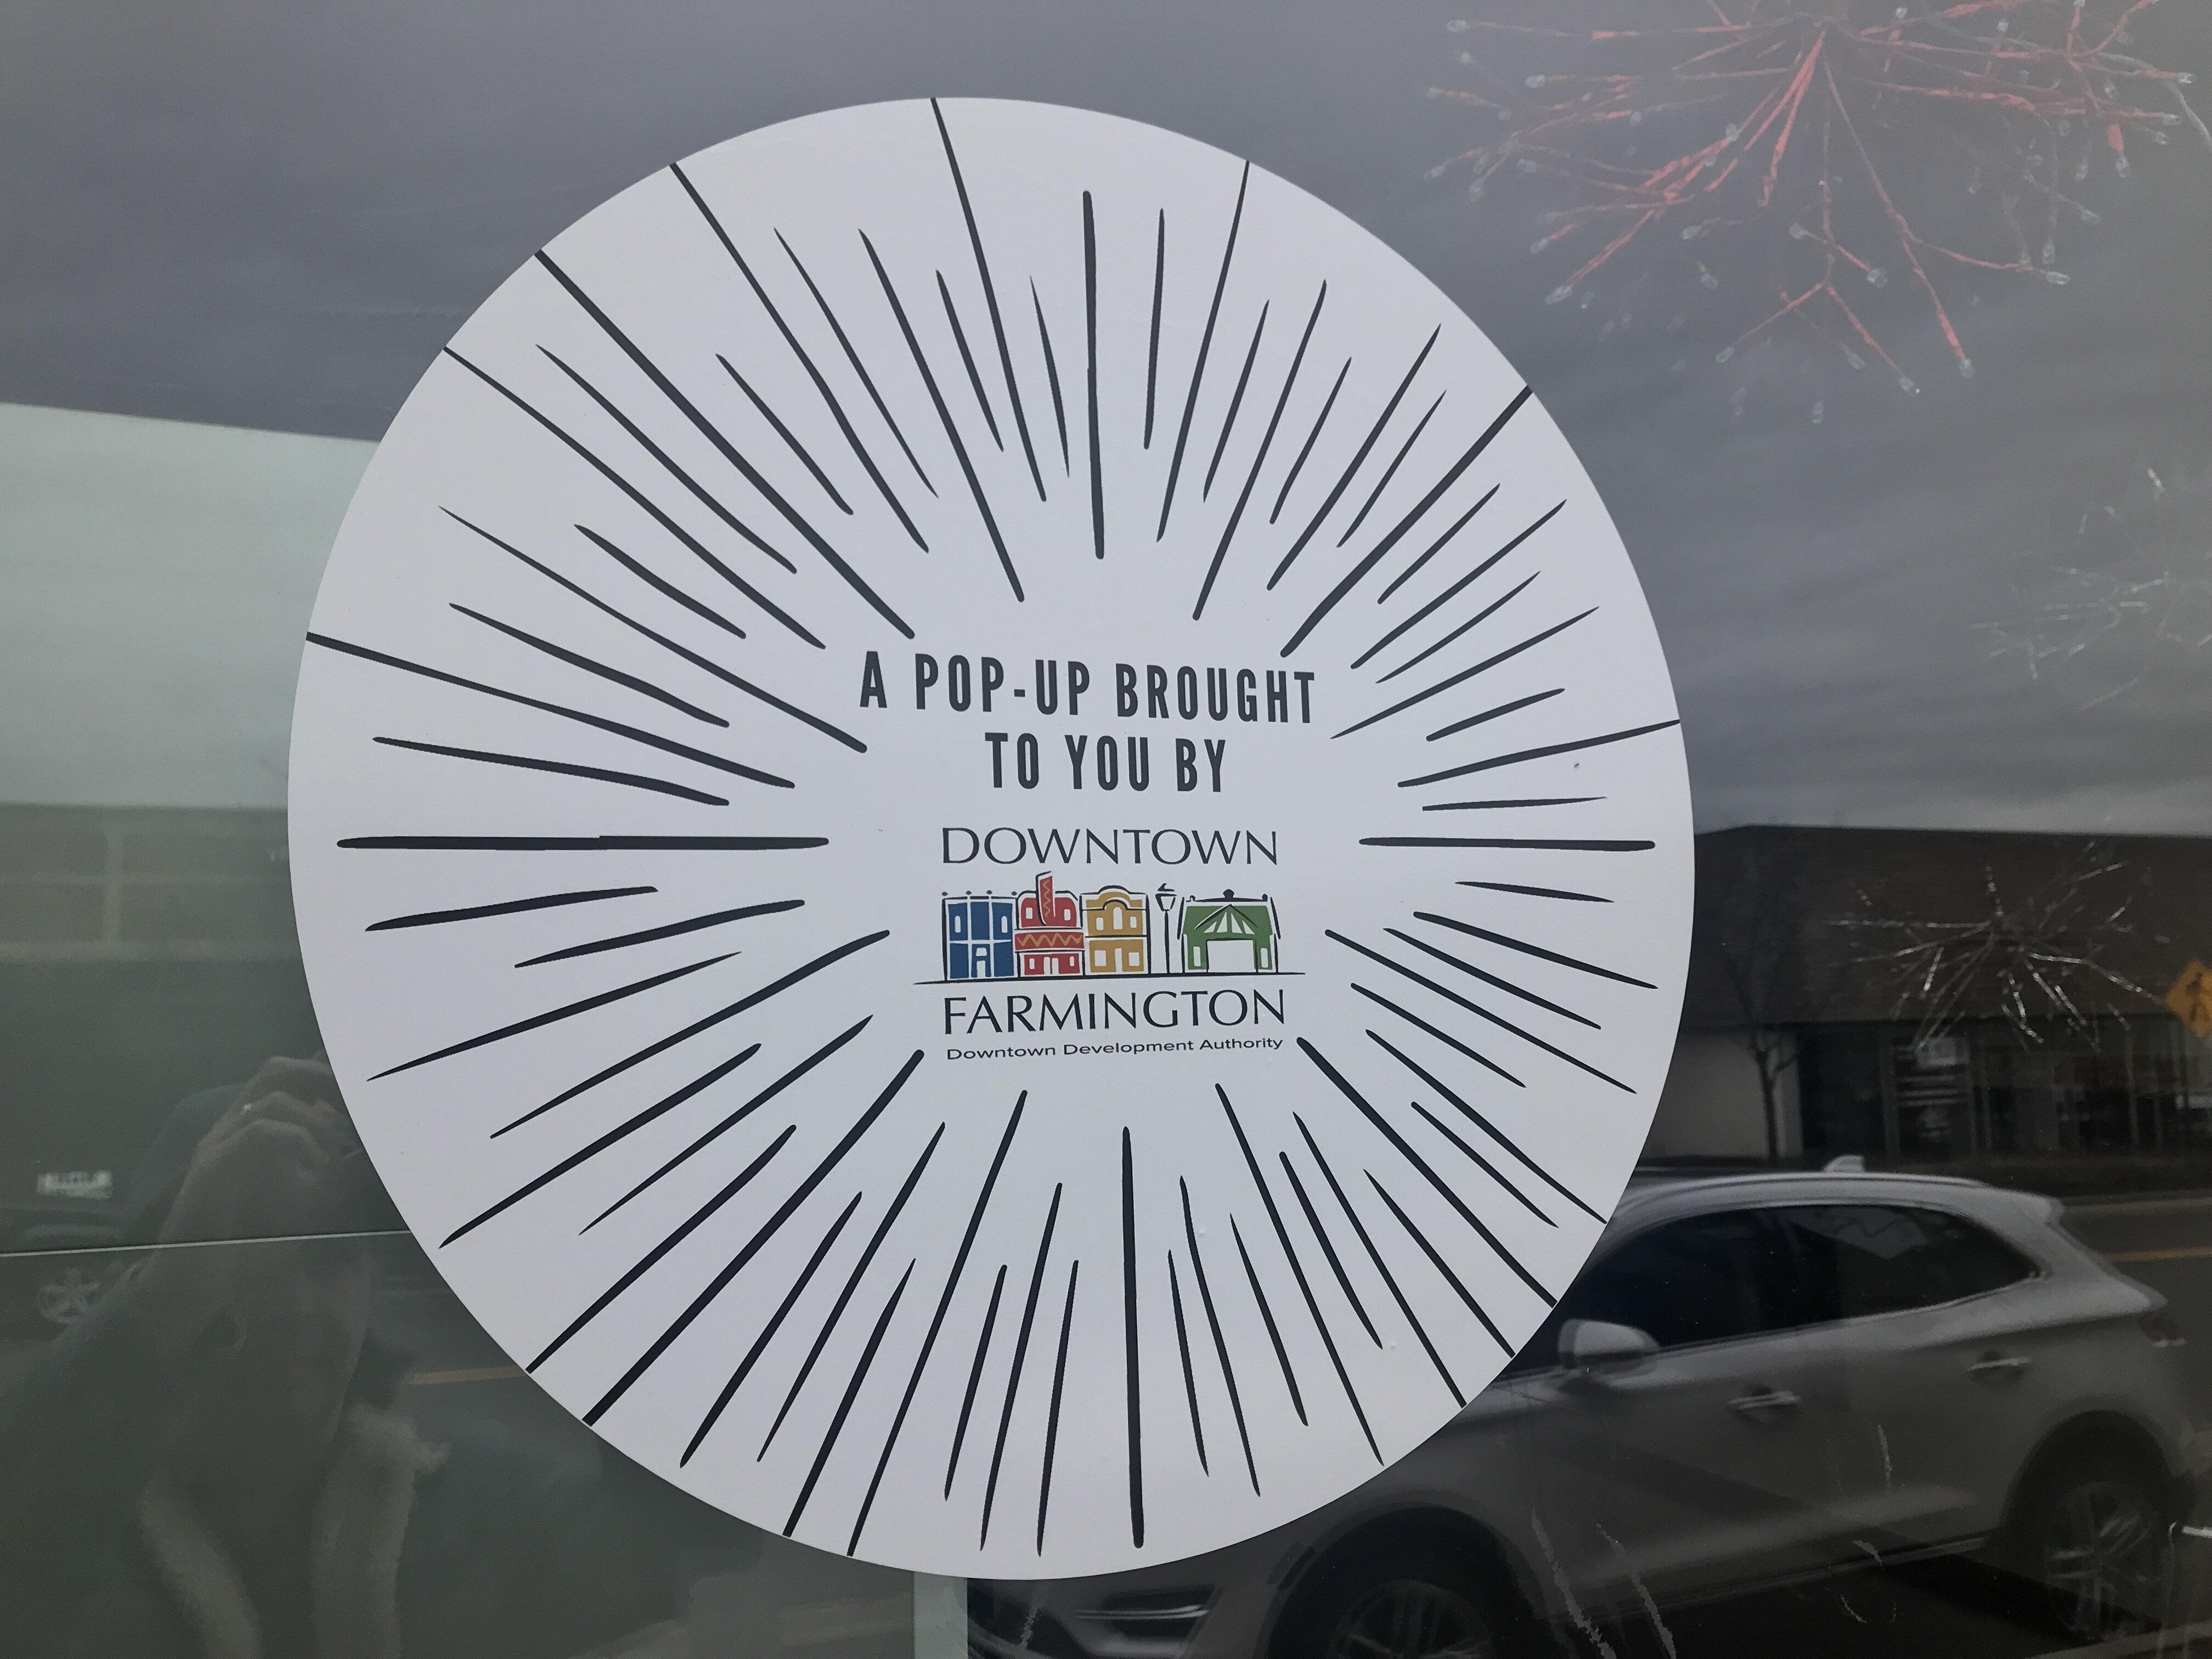 A POP-UP BROUGHT
TO YOU BY
DOWNTOWN
FARMINGTON
Downtown Development Authority